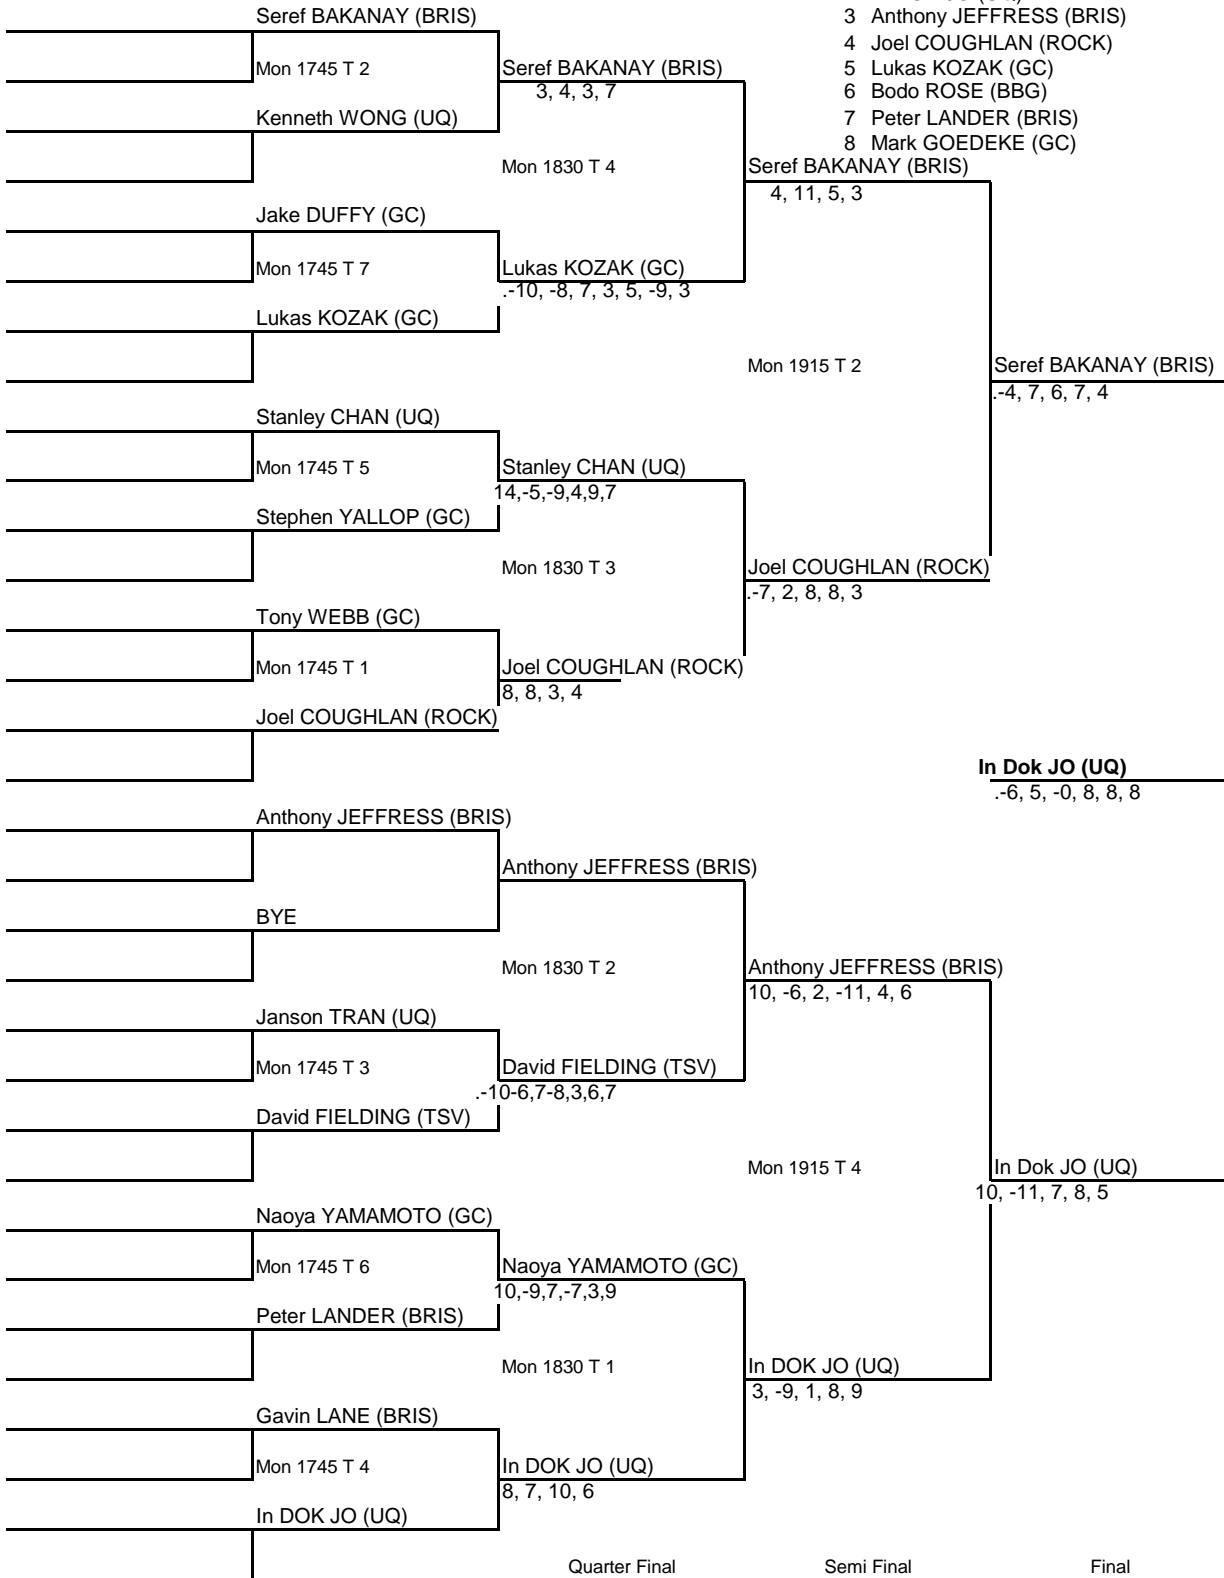 Seref BAKANAY (BRIS)
3 Anthony JEFFRESS (BRIS)
4 Joel COUGHLAN (ROCK)
Mon 1745 T 2
Seref BAKANAY (BRIS)
5 Lukas KOZAK (GC)
3, 4, 3, 7
6 Bodo ROSE (BBG)
Kenneth WONG (UQ)
7 Peter LANDER (BRIS)
8 Mark GOEDEKE (GC)
Mon 1830 T 4
Seref BAKANAY (BRIS)
4, 11, 5, 3
Jake DUFFY (GC)
Mon 1745 T 7
Lukas KOZAK (GC)
.-10, -8, 7, 3, 5, -9, 3
Lukas KOZAK (GC)
Mon 1915 T 2
Seref BAKANAY (BRIS)
.-4, 7, 6, 7, 4
Stanley CHAN (UQ)
Mon 1745 T 5
Stanley CHAN (UQ)
14,-5,-9,4,9,7
Stephen YALLOP (GC)
Mon 1830 T 3
Joel COUGHLAN (ROCK)
.-7, 2, 8, 8, 3
Tony WEBB (GC)
Mon 1745 T 1
Joel COUGHLAN (ROCK)
8, 8, 3, 4
Joel COUGHLAN (ROCK)
In Dok JO (UQ)
.-6, 5, -0, 8, 8, 8
Anthony JEFFRESS (BRIS)
Anthony JEFFRESS (BRIS)
BYE
Mon 1830 T 2
Anthony JEFFRESS (BRIS)
10, -6, 2, -11, 4, 6
Janson TRAN (UQ)
Mon 1745 T 3
David FIELDING (TSV)
.-10-6,7-8,3,6,7
David FIELDING (TSV)
Mon 1915 T 4
In Dok JO (UQ)
10, -11, 7, 8, 5
Naoya YAMAMOTO (GC)
Mon 1745 T 6
Naoya YAMAMOTO (GC)
10,-9,7,-7,3,9
Peter LANDER (BRIS)
Mon 1830 T 1
In DOK JO (UQ)
3, -9, 1, 8, 9
Gavin LANE (BRIS)
Mon 1745 T 4
In DOK JO (UQ)
8, 7, 10, 6
In DOK JO (UQ)
Quarter Final
Semi Final
Final